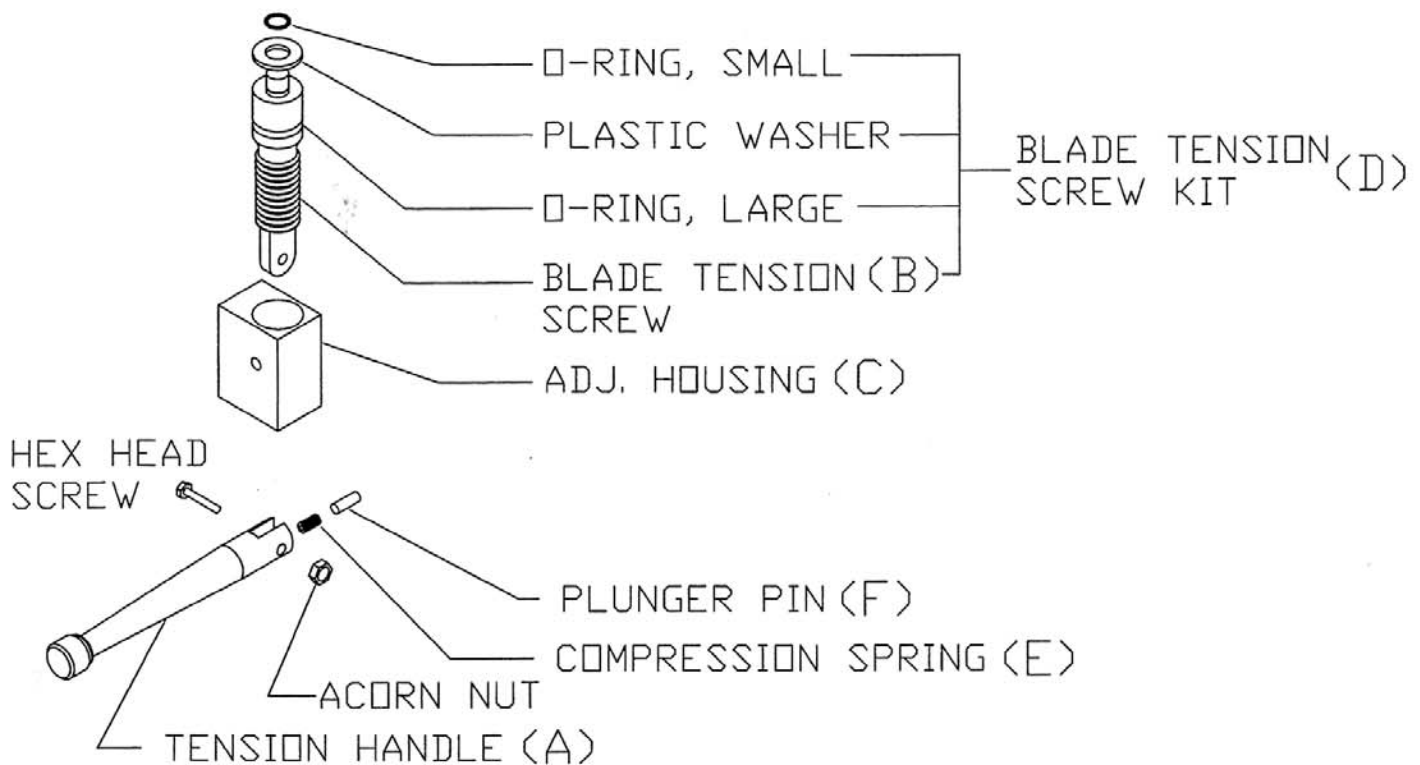 O-RING, SMALL
PLASTIC WASHER
O-RING, LARGE
BLADE TENSION (B)
SCREW
BLADE TENSION
SCREW KIT (D)
ADJ. HOUSING (C)
HEX HEAD
SCREW
PLUNGER PIN (F)
COMPRESSION SPRING (E)
ACORN NUT
TENSION HANDLE (A)